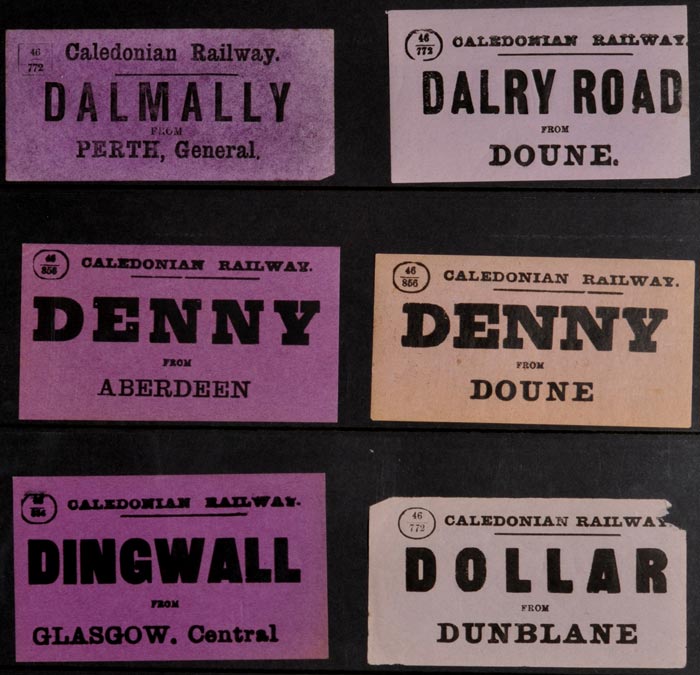 46
772
Caledonian Railway.
DALMALLY
FROM
PERTH, General.
46
772
CALEDONIAN RAILWAY.
DALRY ROAD
FROM
DOUNE.
46
856
CALEDONIAN RAILWAY.
DENNY
FROM
ABERDEEN
46
856
CALEDONIAN RAILWAY.
DENNY
FROM
DOUNE
CALEDONIAN RAILWAY.
DINGWALL
FROM
GLASGOW. Central
46
772
CALEDONIAN RAILWAY
DOLLAR
FROM
DUNBLANE